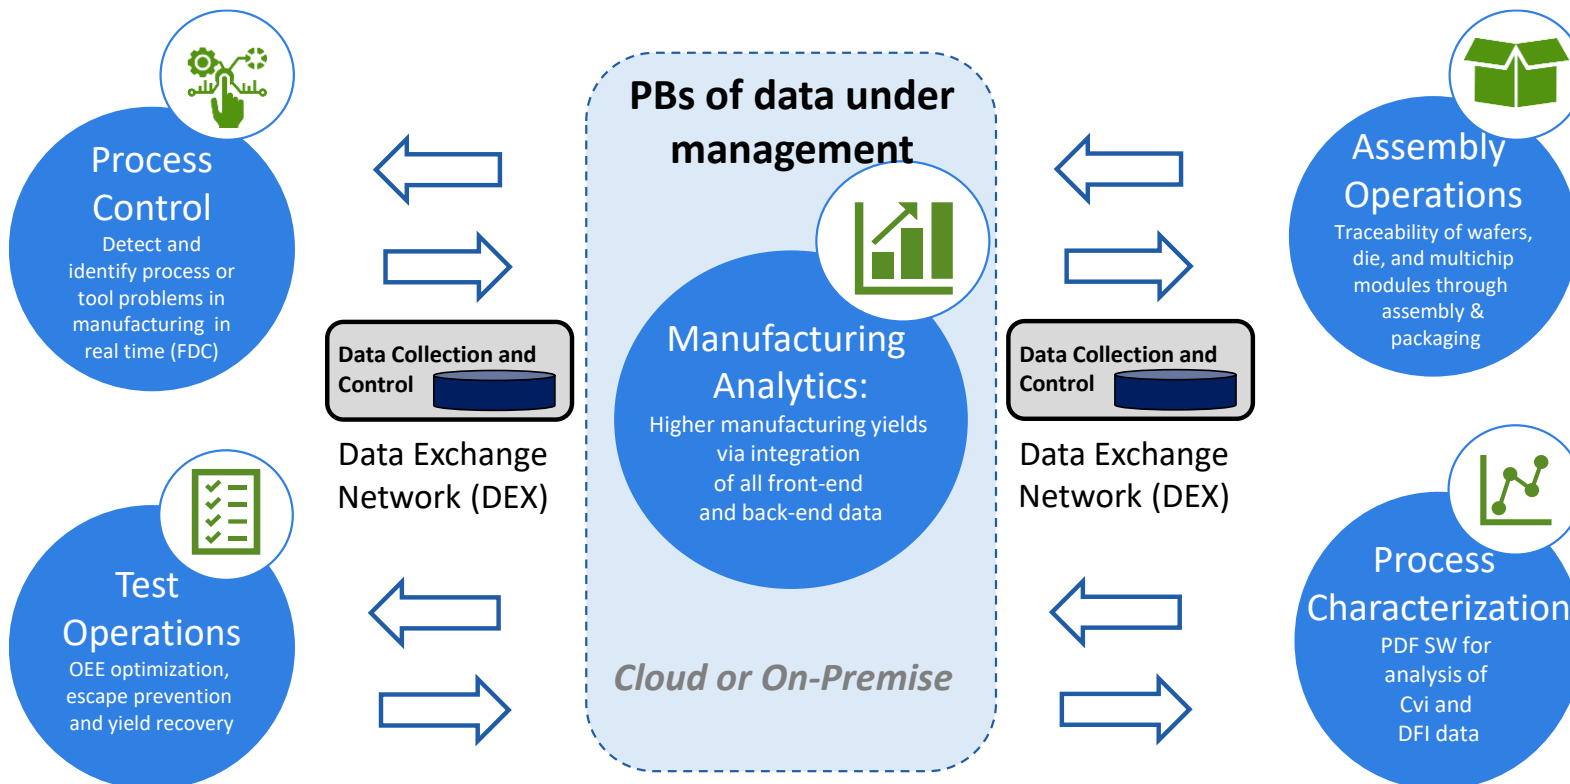 Process
Control
Detect and
identify process or
tool problems in
manufacturing in
real time (FDC)
Test
Operations
OEE optimization,
escape prevention
and yield recovery
Data Collection and
Control
Data Exchange
Network (DEX)
PBs of data under
management
Manufacturing
Analytics:
Higher manufacturing yields
via integration
of all front-end
and back-end data
Cloud or On-Premise
Data Collection and
Control
Data Exchange
Network (DEX)
Assembly
Operations
Traceability of wafers,
die, and multichip
modules through
assembly &
packaging
Process
Characterization
PDF SW for
analysis of
Cvi and
DFI data